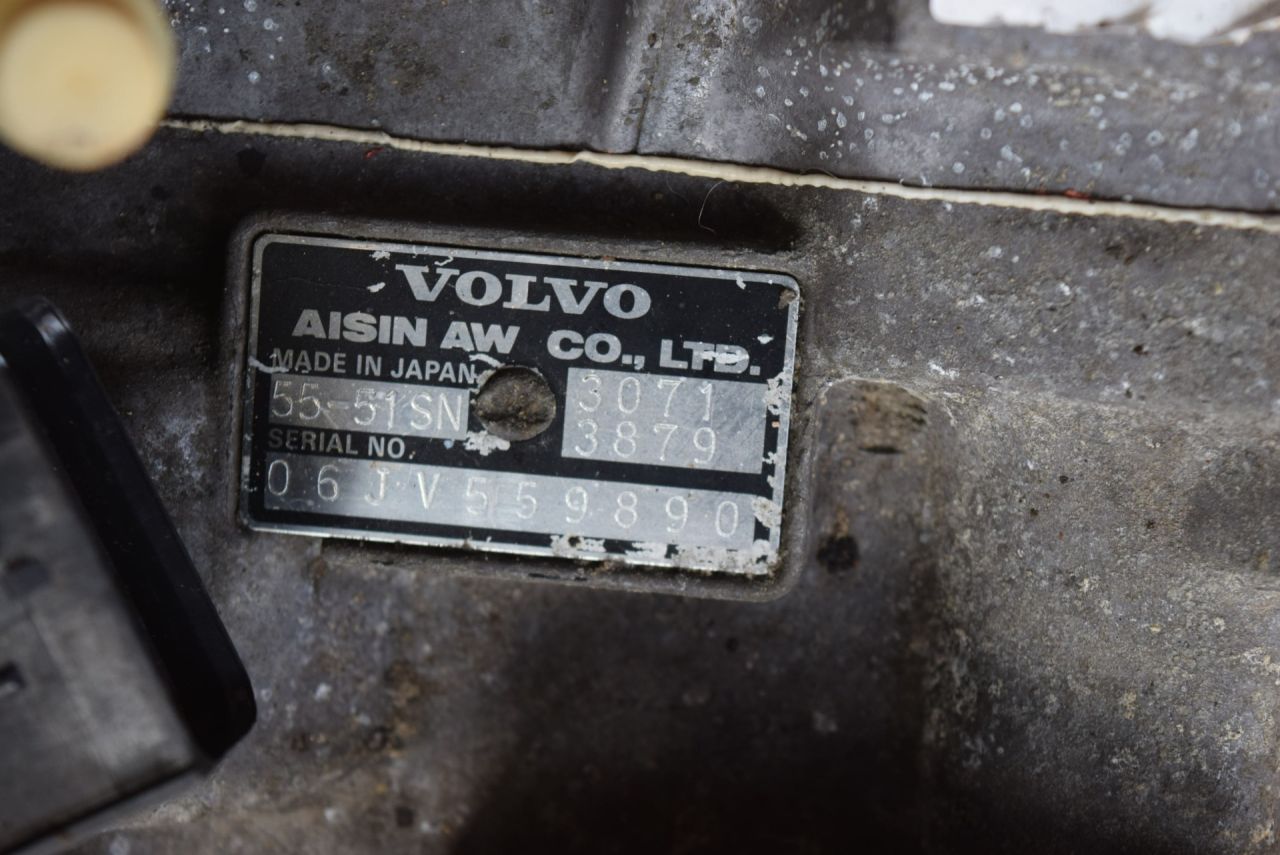 VOLVO
AISIN AW CO., LTD.
MADE IN JAPAN
55-51SN
3071
3879
SERIAL NO.
06JV559890